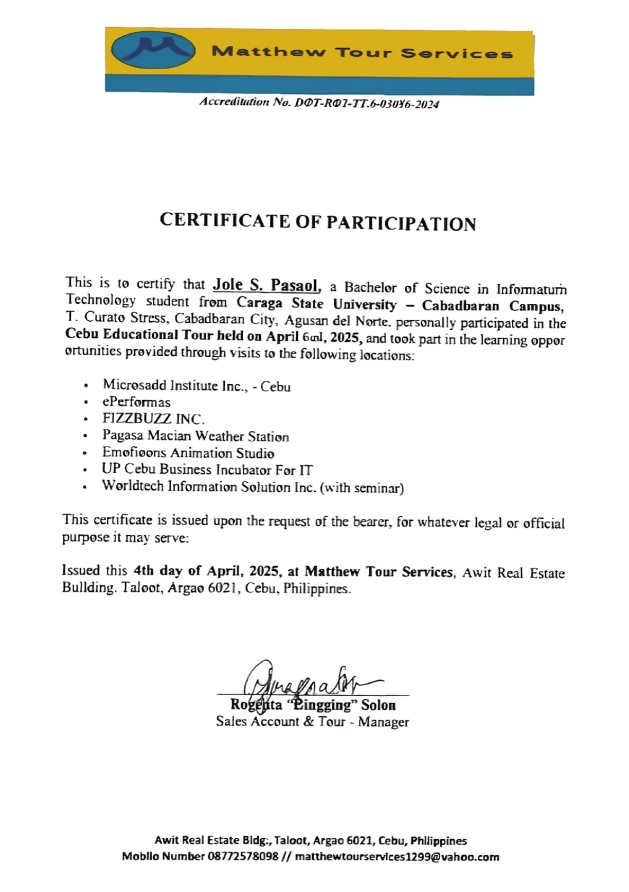 Matthew Tour Services
Accreditation No. DOT-RO7-TT.6-03086-2024
CERTIFICATE OF PARTICIPATION
This is to certify that Jole S. Pasaol, a Bachelor of Science in Informatum
Technology student from Caraga State University – Cabadbaran Campus,
T. Curato Stress, Cabadbaran City, Agusan del Norte, personally participated in the
Cebu Educational Tour held on April 2025, and took part in the learning oppor
ortunities provided through visits to the following locations:
• Microsadd Institute Inc., - Cebu
• ePerformas
• FIZZBUZZ INC.
• Pagasa Macian Weather Station
• Emofioons Animation Studio
• UP Cebu Business Incubator For IT
• Worldtech Information Solution Inc. (with seminar)
This certificate is issued upon the request of the bearer, for whatever legal or official
purpose it may serve:
Issued this 4th day of April, 2025, at Matthew Tour Services, Awit Real Estate
Bullding. Taloot, Argao 6021, Cebu, Philippines.
"Bingging" Solon
Sales Account & Tour - Manager
Awit Real Estate Bldg:, Taloot, Argao 6021, Cebu, Philippines
Mobllo Number 08772578098 // matthewtourservices1299@vahoo.com